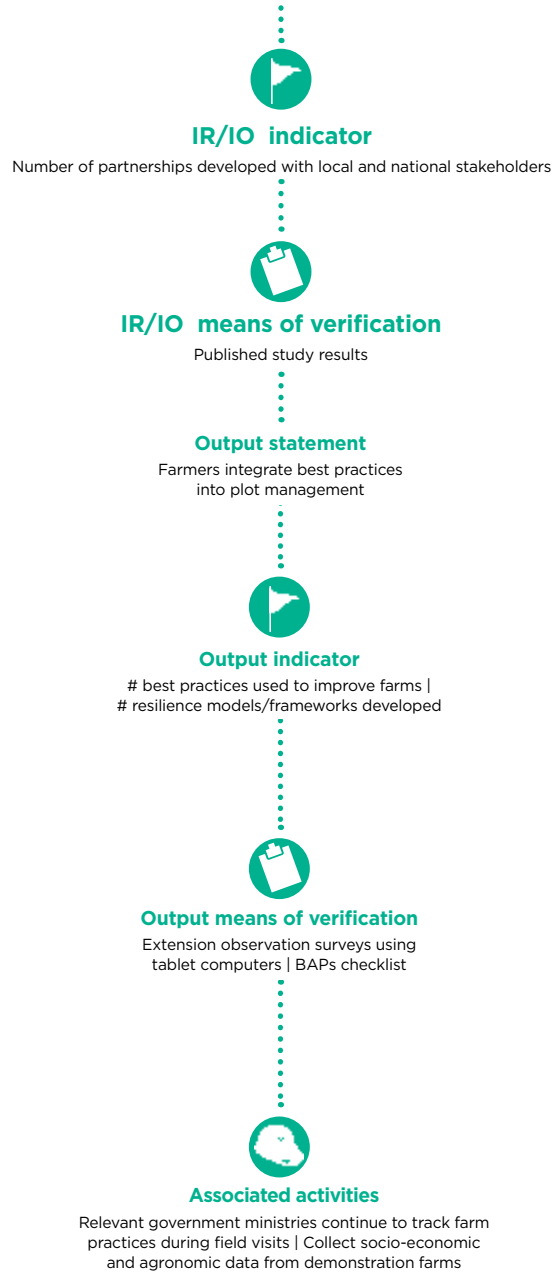 IR/IO indicator
Number of partnerships developed with local and national stakeholders
IR/IO means of verification
Published study results
Output statement
Farmers integrate best practices
into plot management
Output indicator
# best practices used to improve farms |
# resilience models/frameworks developed
Output means of verification
Extension observation surveys using
tablet computers | BAPs checklist
Associated activities
Relevant government ministries continue to track farm
practices during field visits | Collect socio-economic
and agronomic data from demonstration farms